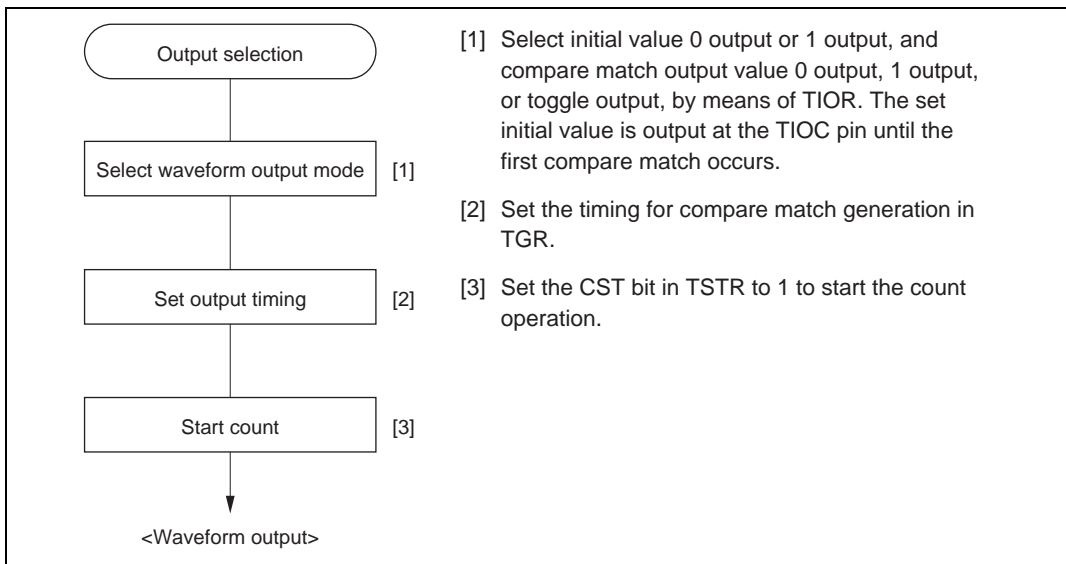 Output selection
Select waveform output mode [1]
Set output timing [2]
Start count [3]
<Waveform output>
[1] Select initial value 0 output or 1 output, and
compare match output value 0 output, 1 output,
or toggle output, by means of TIOR. The set
initial value is output at the TIOC pin until the
first compare match occurs.
[2] Set the timing for compare match generation in
TGR.
[3] Set the CST bit in TSTR to 1 to start the count
operation.